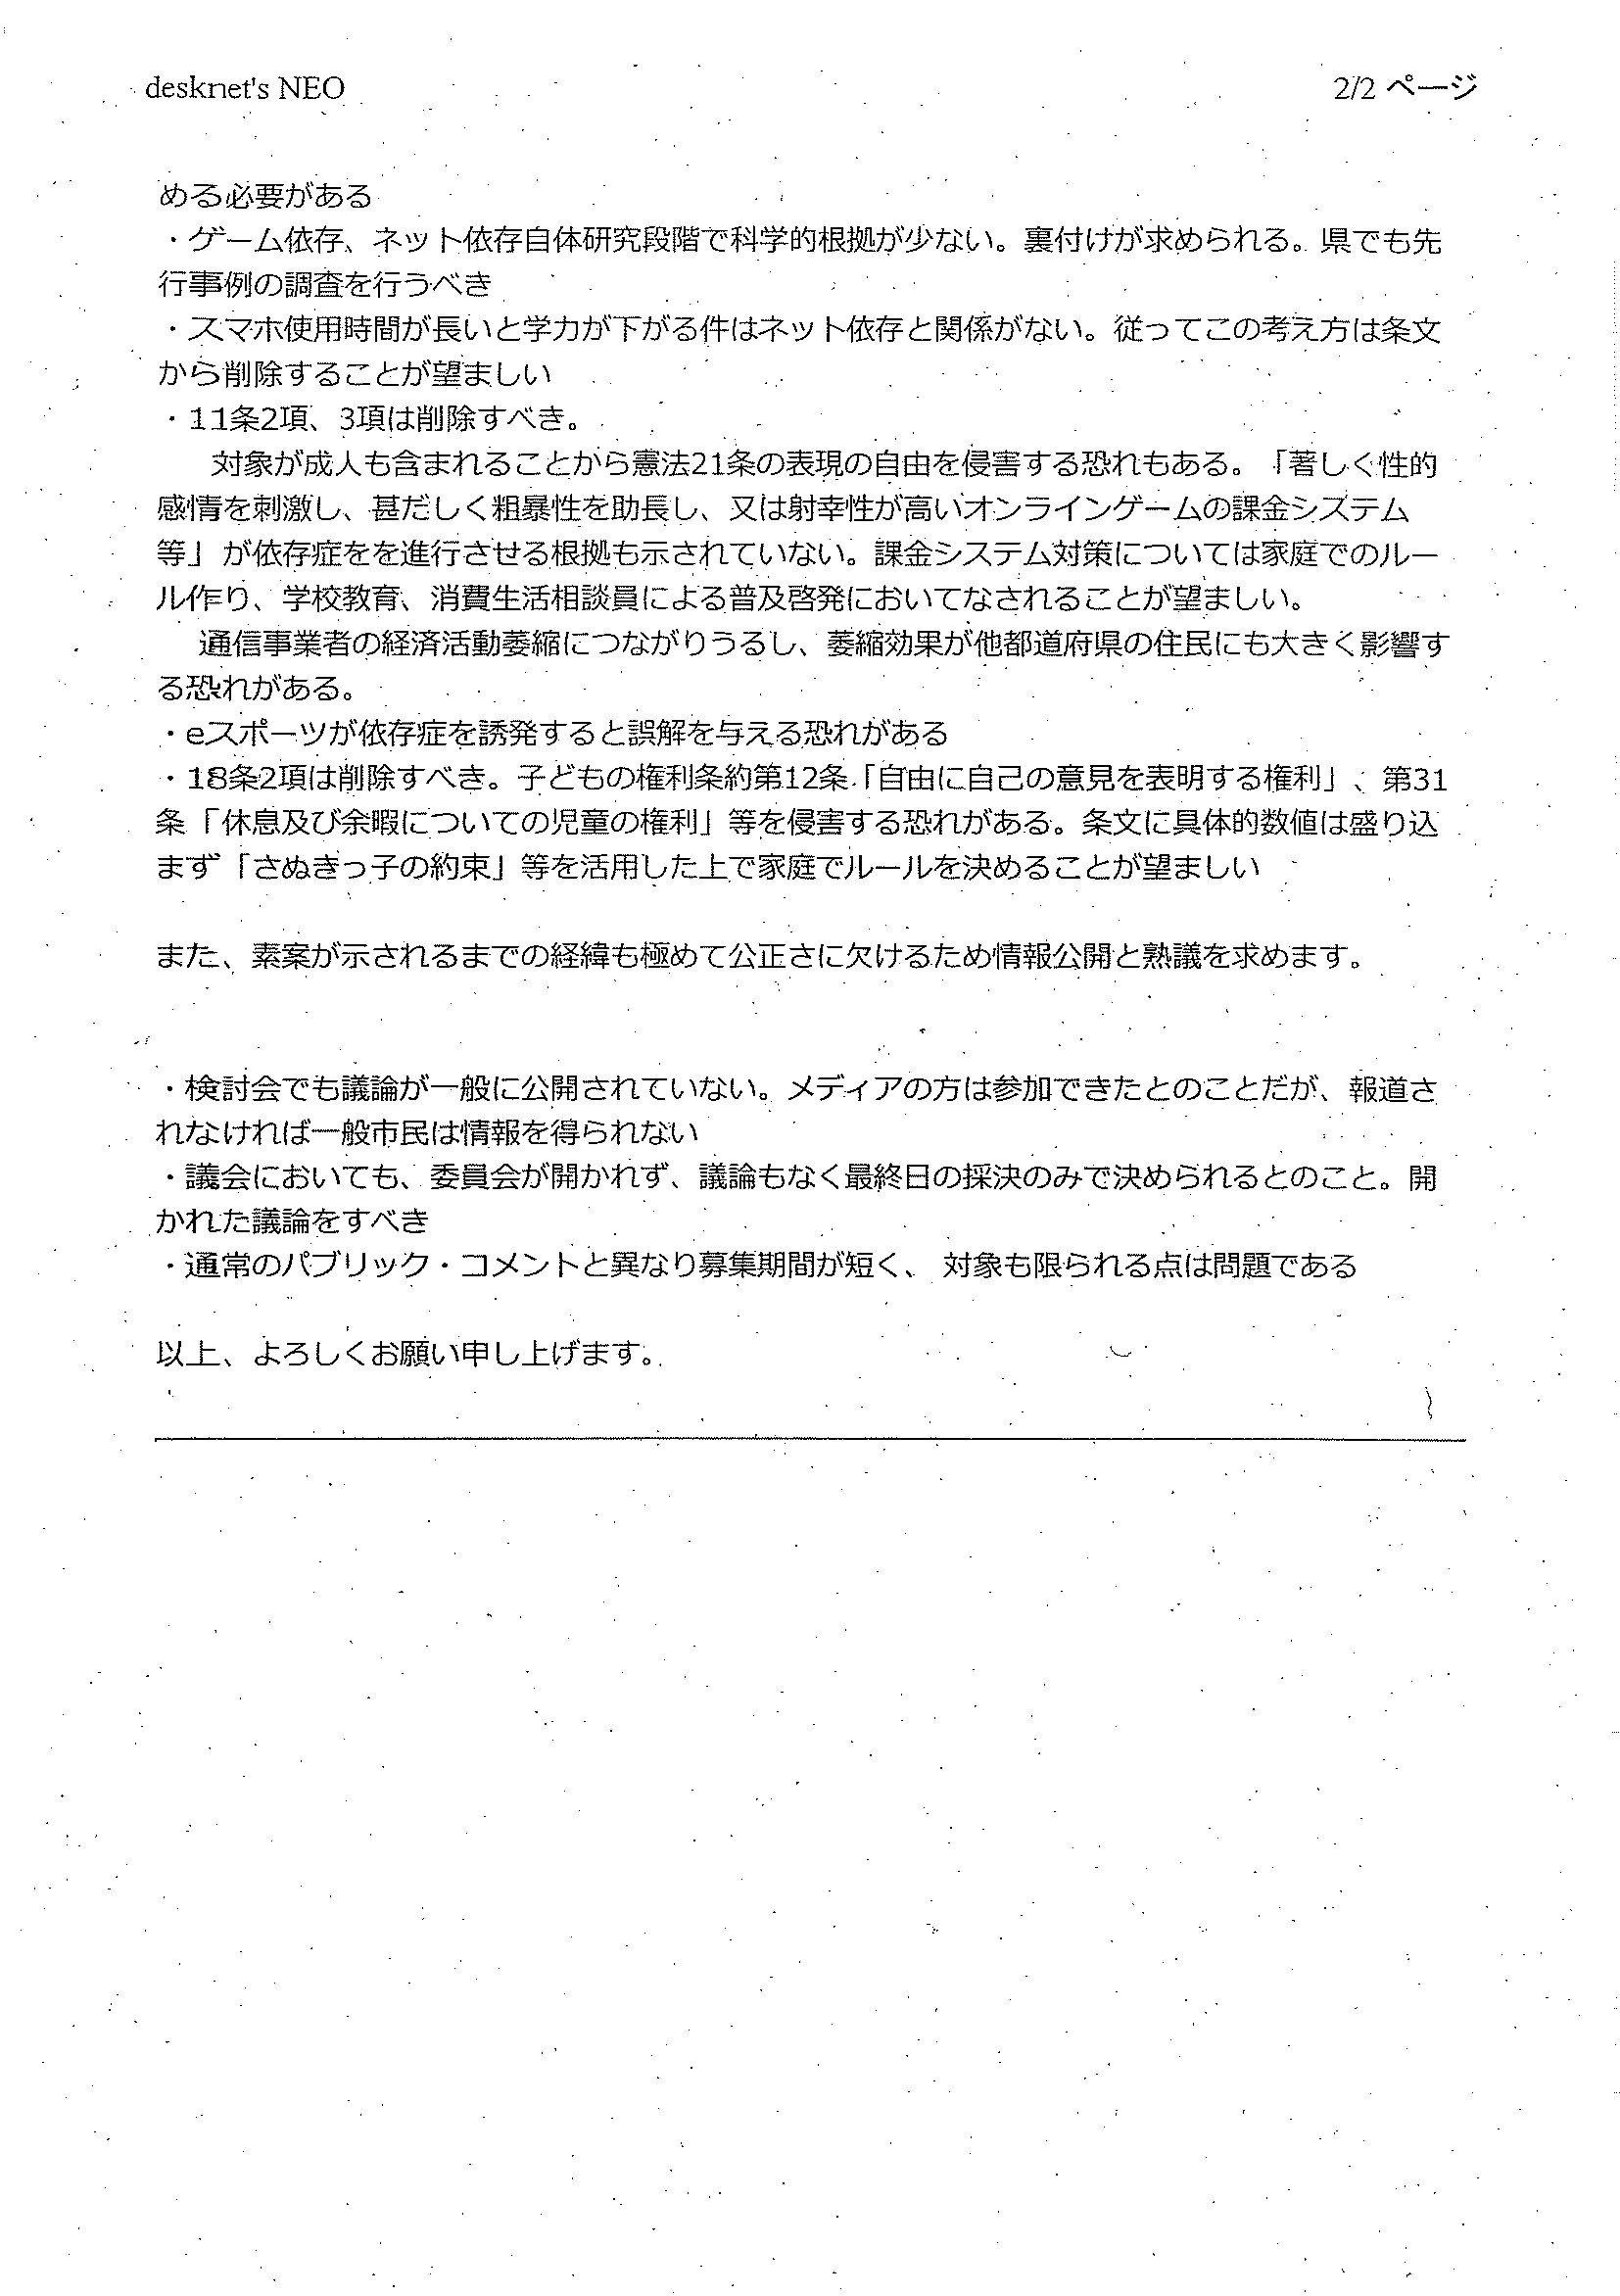 desknet's NEO
2/2 ページ
める必要がある
・ゲーム依存、ネット依存自体研究段階で科学的根拠が少ない。裏付けが求められる。県でも先
行事例の調査を行うべき
・スマホ使用時間が長いと学力が下がる件はネット依存と関係がない。従ってこの考え方は条文
から削除することが望ましい
・11条2項、3項は削除すべき。
対象が成人も含まれることから憲法21条の表現の自由を侵害する恐れもある。「著しく性的
感情を刺激し、甚だしく粗暴性を助長し、又は射幸性が高いオンラインゲームの課金システム
等」が依存症をを進行させる根拠も示されていない。課金システム対策については家庭でのルー
ル作り、学校教育、消費生活相談員による普及啓発においてなされることが望ましい。
通信事業者の経済活動萎縮につながりうるし、萎縮効果が他都道府県の住民にも大きく影響す
る恐れがある。
・eスポーツが依存症を誘発すると誤解を与える恐れがある
・18条2項は削除すべき。子どもの権利条約第12条「自由に自己の意見を表明する権利」、第31
条「休息及び余暇についての児童の権利」等を侵害する恐れがある。条文に具体的数値は盛り込
まず「さぬきっ子の約束」等を活用した上で家庭でルールを決めることが望ましい
また、素案が示されるまでの経緯も極めて公正さに欠けるため情報公開と熟議を求めます。
・検討会でも議論が一般に公開されていない。メディアの方は参加できたとのことだが、報道さ
れなければ一般市民は情報を得られない
・議会においても、委員会が開かれず、議論もなく最終日の採決のみで決められるとのこと。開
かれた議論をすべき
・通常のパブリック・コメントと異なり募集期間が短く、対象も限られる点は問題である
以上、よろしくお願い申し上げます。